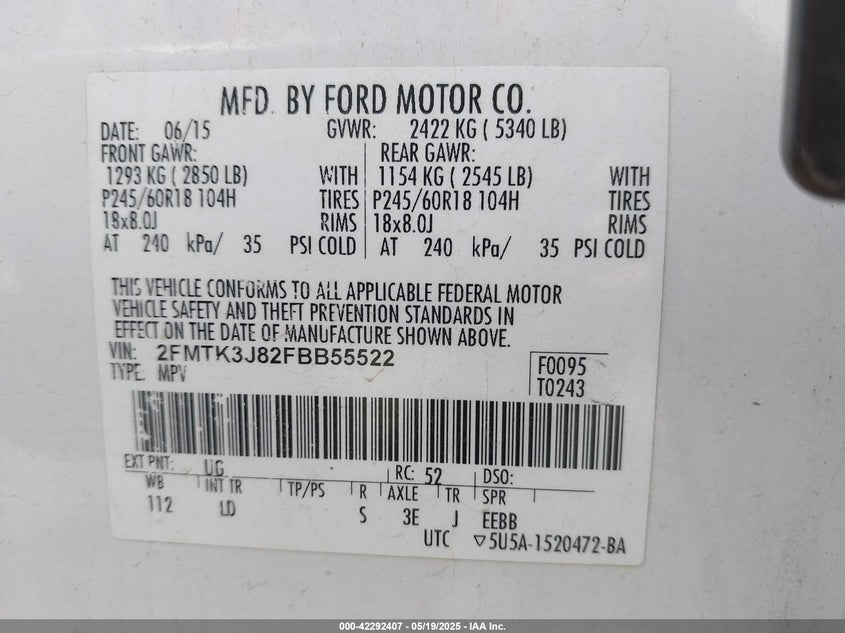 MFD. BY FORD MOTOR CO.
DATE: 06/15 GVWR: 2422 KG ( 5340 LB)
FRONT GAWR: REAR GAWR:
1293 KG ( 2850 LB) WITH 1154 KG ( 2545 LB) WITH
P245/60R18 104H TIRES P245/60R18 104H TIRES
18x8.0J RIMS 18x8.0J RIMS
AT 240 kPa/ 35 PSI COLD AT 240 kPa/ 35 PSI COLD
THIS VEHICLE CONFORMS TO ALL APPLICABLE FEDERAL MOTOR
VEHICLE SAFETY AND THEFT PREVENTION STANDARDS IN
EFFECT ON THE DATE OF MANUFACTURE SHOWN ABOVE.
VIN: 2FMTK3J82FBB55522 F0095
TYPE: MPV T0243
EXT PNT: UG RC: 52 DSO:
WB INT TR TP/PS R AXLE TR SPR
112 LD S 3E J EEBB
UTC ▽5U5A-1520472-BA
000-42292407 - 05/19/2025 - IAA Inc.